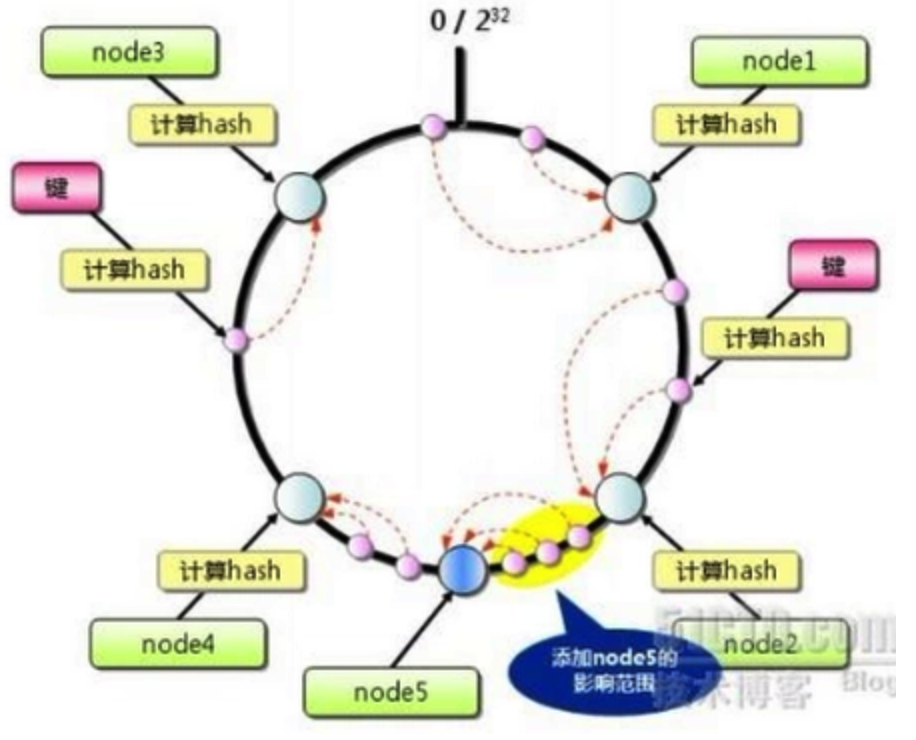 0 / 2³²
node3
node1
计算hash
计算hash
键
计算hash
键
计算hash
计算hash
计算hash
node4
node2
添加node5的
影响范围
node5
51CTO.com
技术博客 Blog